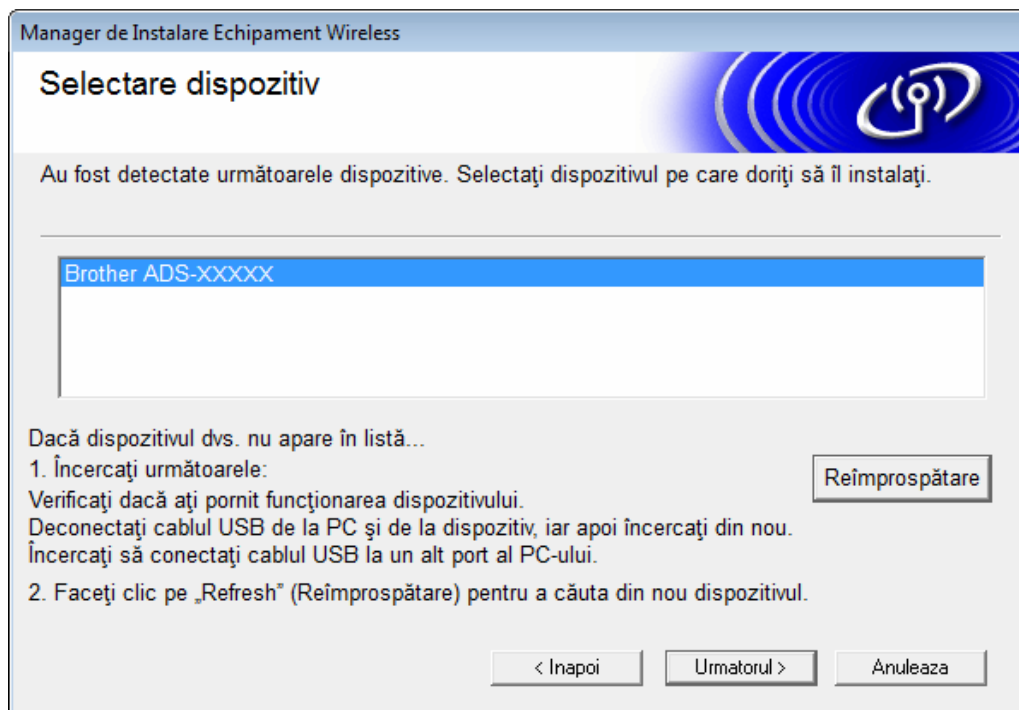 Manager de Instalare Echipament Wireless
Selectare dispozitiv
Au fost detectate următoarele dispozitive. Selectaţi dispozitivul pe care doriţi să îl instalaţi.
Brother ADS-XXXXX
Dacă dispozitivul dvs. nu apare în listă...
1. Încercaţi următoarele:
Reîmprospătare
Verificaţi dacă aţi pornit funcţionarea dispozitivului.
Deconectaţi cablul USB de la PC şi de la dispozitiv, iar apoi încercaţi din nou.
Încercaţi să conectaţi cablul USB la un alt port al PC-ului.
2. Faceţi clic pe „Refresh” (Reîmprospătare) pentru a căuta din nou dispozitivul.
< Inapoi
Urmatorul >
Anuleaza